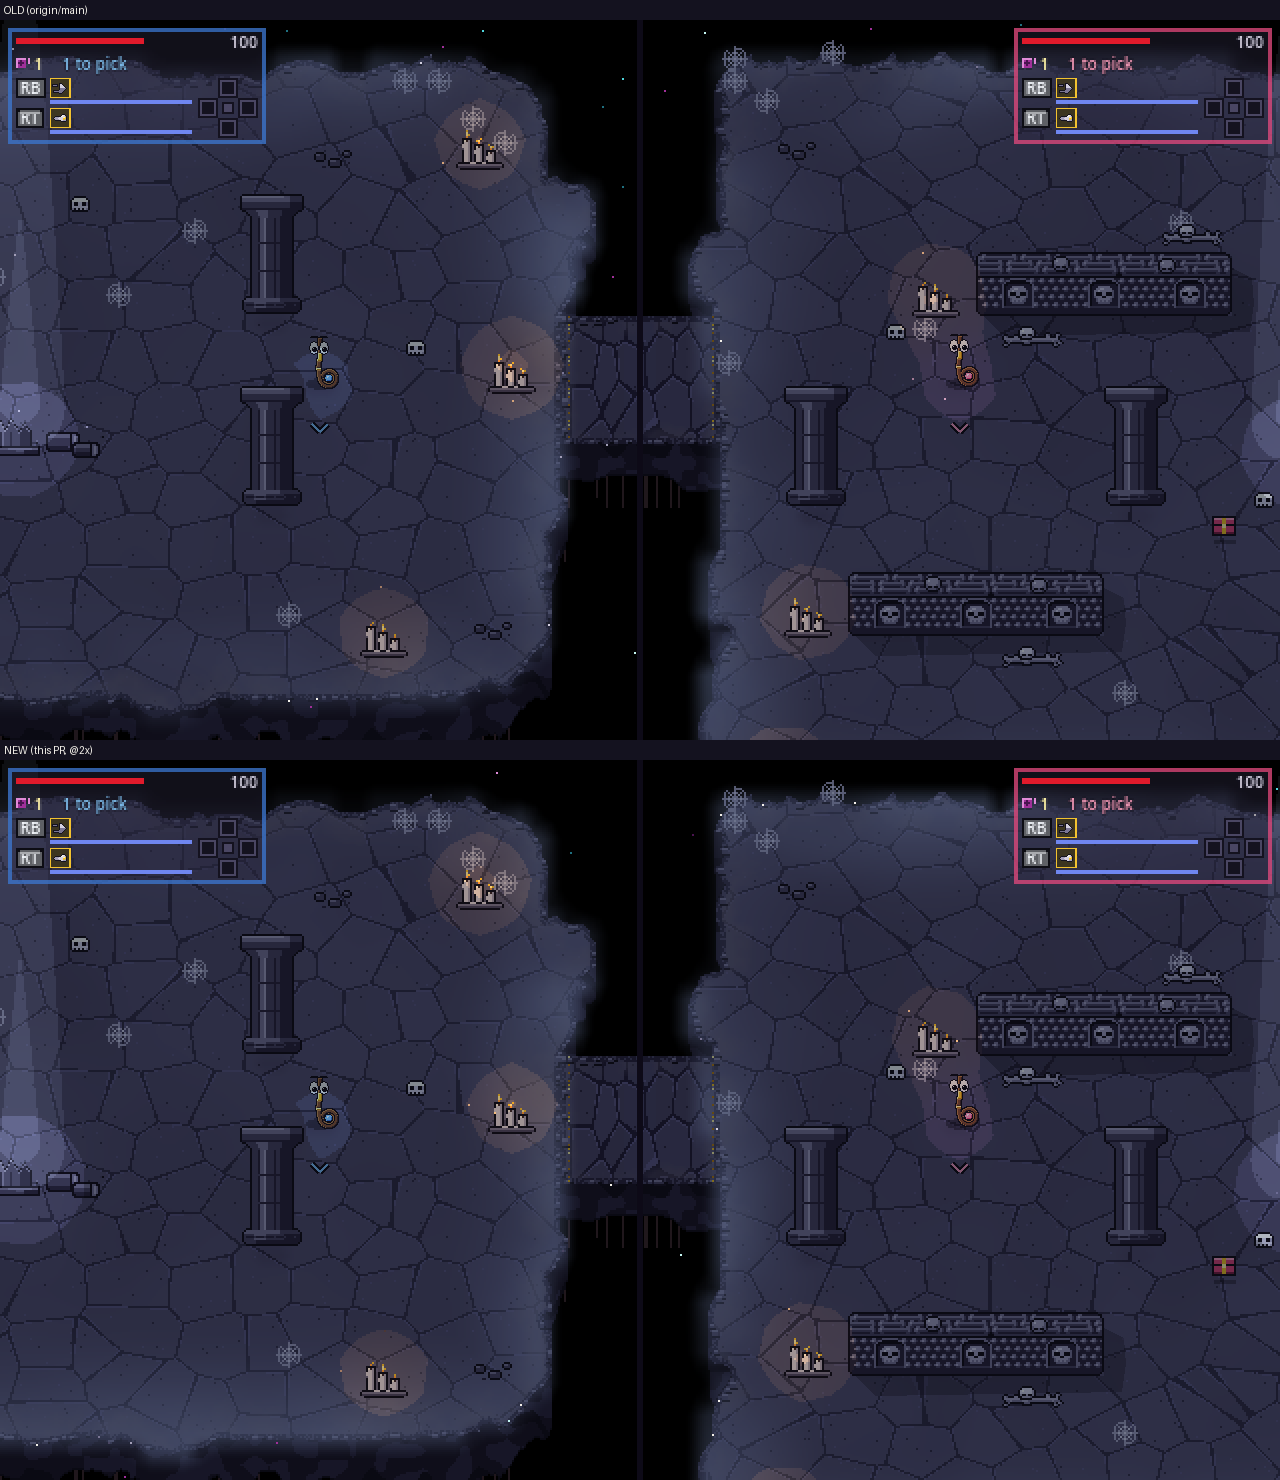 OLD (origin/main)
100
1 1 to pick
RB
RT
100
1 1 to pick
RB
RT
NEW (this PR, @2x)
100
1 1 to pick
RB
RT
100
1 1 to pick
RB
RT